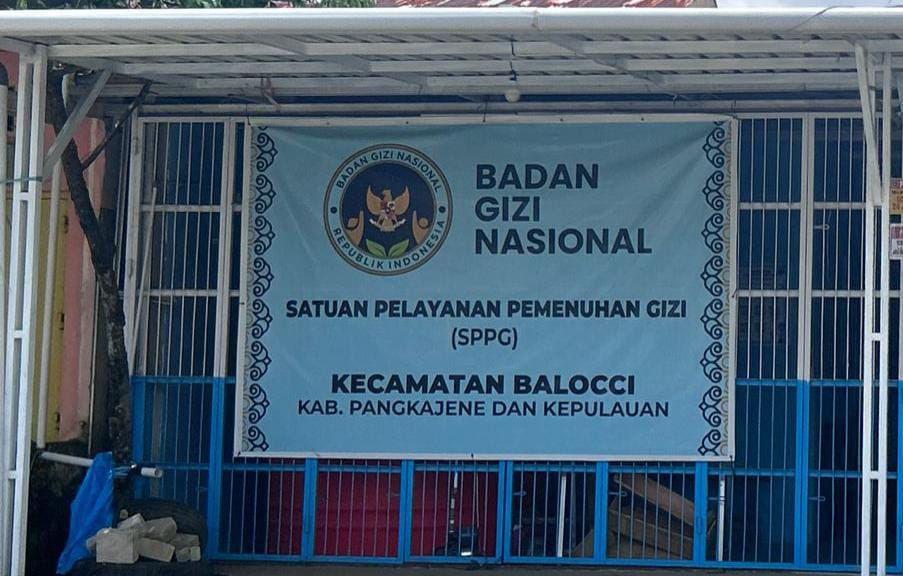 BADAN GIZI NASIONAL
REPUBLIK INDONESIA
BADAN
GIZI
NASIONAL
SATUAN PELAYANAN PEMENUHAN GIZI
(SPPG)
KECAMATAN BALOCCI
KAB. PANGKAJENE DAN KEPULAUAN